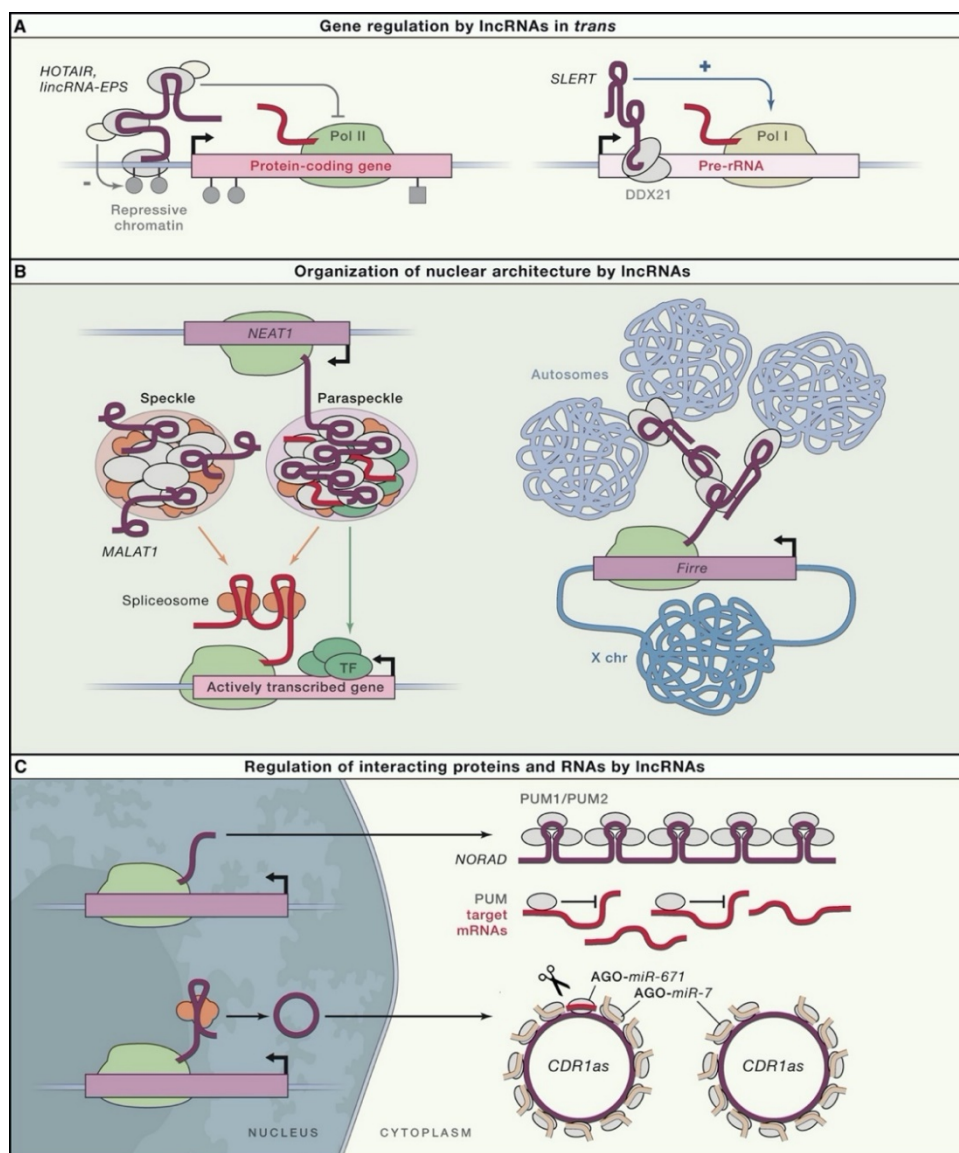 A
Gene regulation by lncRNAs in trans
HOTAIR,
lincRNA-EPS
Pol II
Protein-coding gene
-
Repressive
chromatin
SLERT
+
Pol I
Pre-rRNA
DDX21
B
Organization of nuclear architecture by lncRNAs
NEAT1
Speckle
Paraspeckle
MALAT1
Spliceosome
TF
Actively transcribed gene
Autosomes
Firre
X chr
C
Regulation of interacting proteins and RNAs by lncRNAs
PUM1/PUM2
NORAD
PUM
target
mRNAs
AGO-miR-671
AGO-miR-7
CDR1as
CDR1as
NUCLEUS
CYTOPLASM